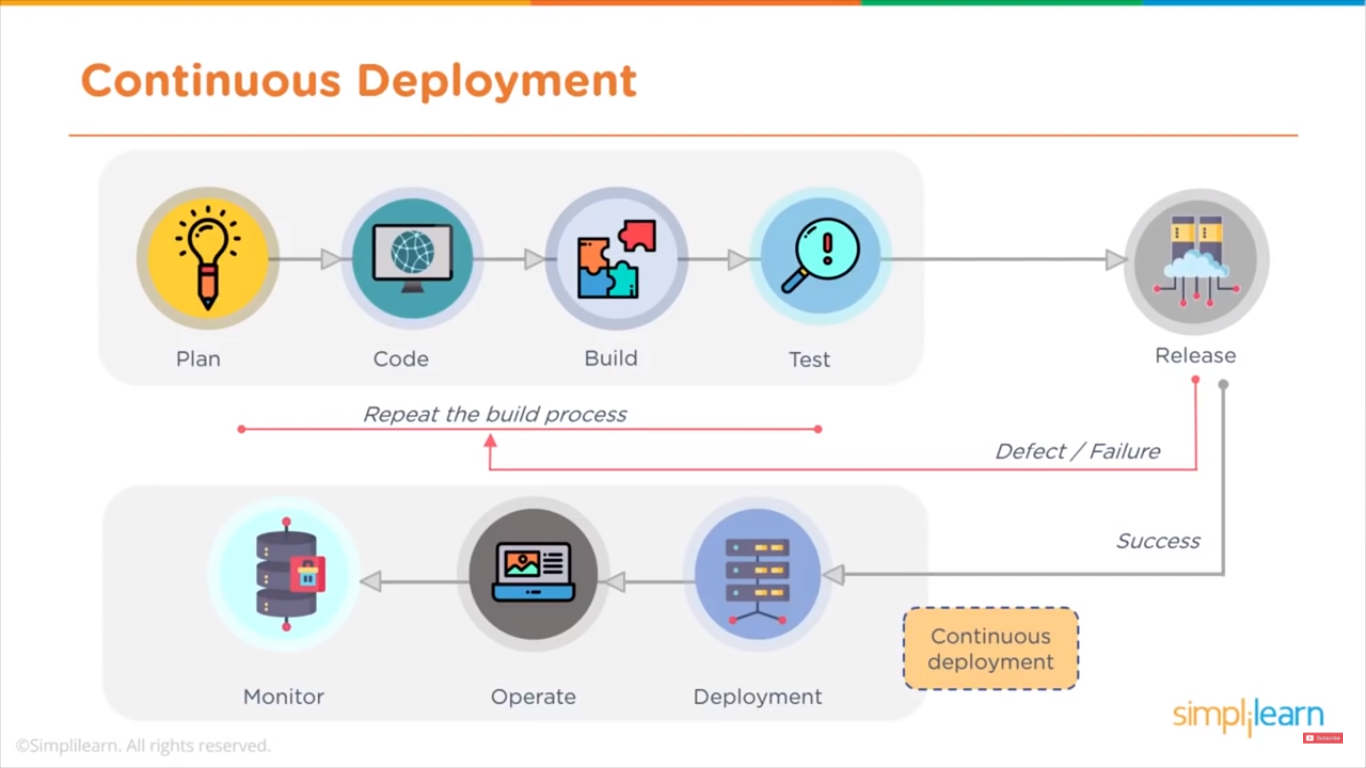 Continuous Deployment
Plan
Code
Build
Test
Release
Repeat the build process
Defect / Failure
Success
Monitor
Operate
Deployment
Continuous
deployment
simplilearn
Subscribe
©Simplilearn. All rights reserved.